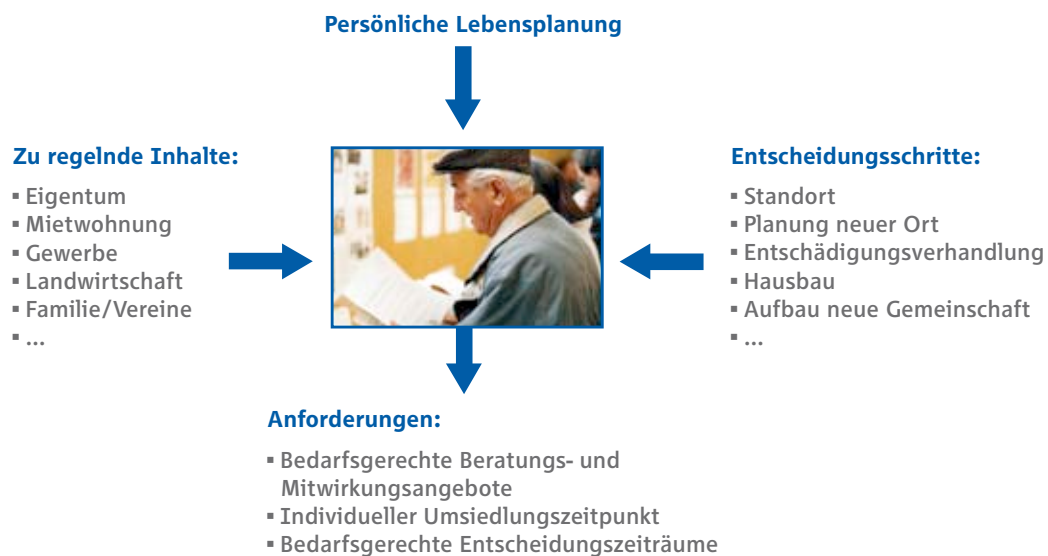 Persönliche Lebensplanung
Zu regelnde Inhalte:
▪ Eigentum
▪ Mietwohnung
▪ Gewerbe
▪ Landwirtschaft
▪ Familie/Vereine
▪ ...
Entscheidungsschritte:
▪ Standort
▪ Planung neuer Ort
▪ Entschädigungsverhandlung
▪ Hausbau
▪ Aufbau neue Gemeinschaft
▪ ...
Anforderungen:
▪ Bedarfsgerechte Beratungs- und
Mitwirkungsangebote
▪ Individueller Umsiedlungszeitpunkt
▪ Bedarfsgerechte Entscheidungszeiträume